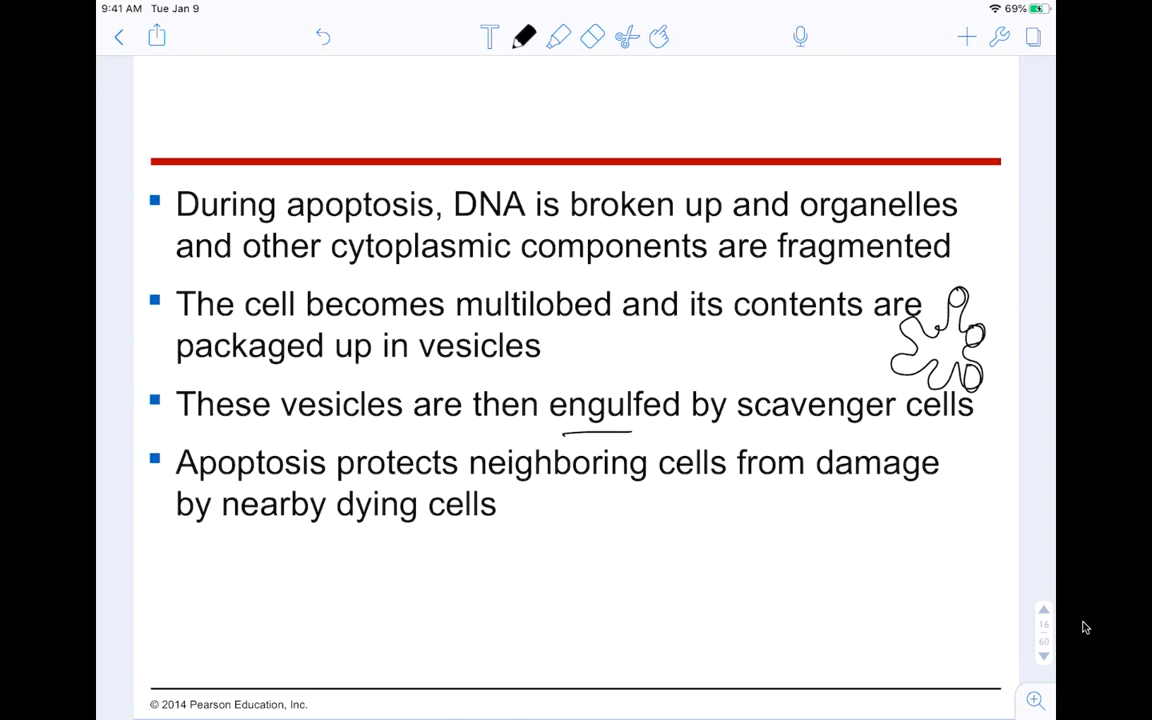 9:41 AM Tue Jan 9
69%
T
During apoptosis, DNA is broken up and organelles
and other cytoplasmic components are fragmented
The cell becomes multilobed and its contents are
packaged up in vesicles
These vesicles are then engulfed by scavenger cells
Apoptosis protects neighboring cells from damage
by nearby dying cells
16
60
© 2014 Pearson Education, Inc.